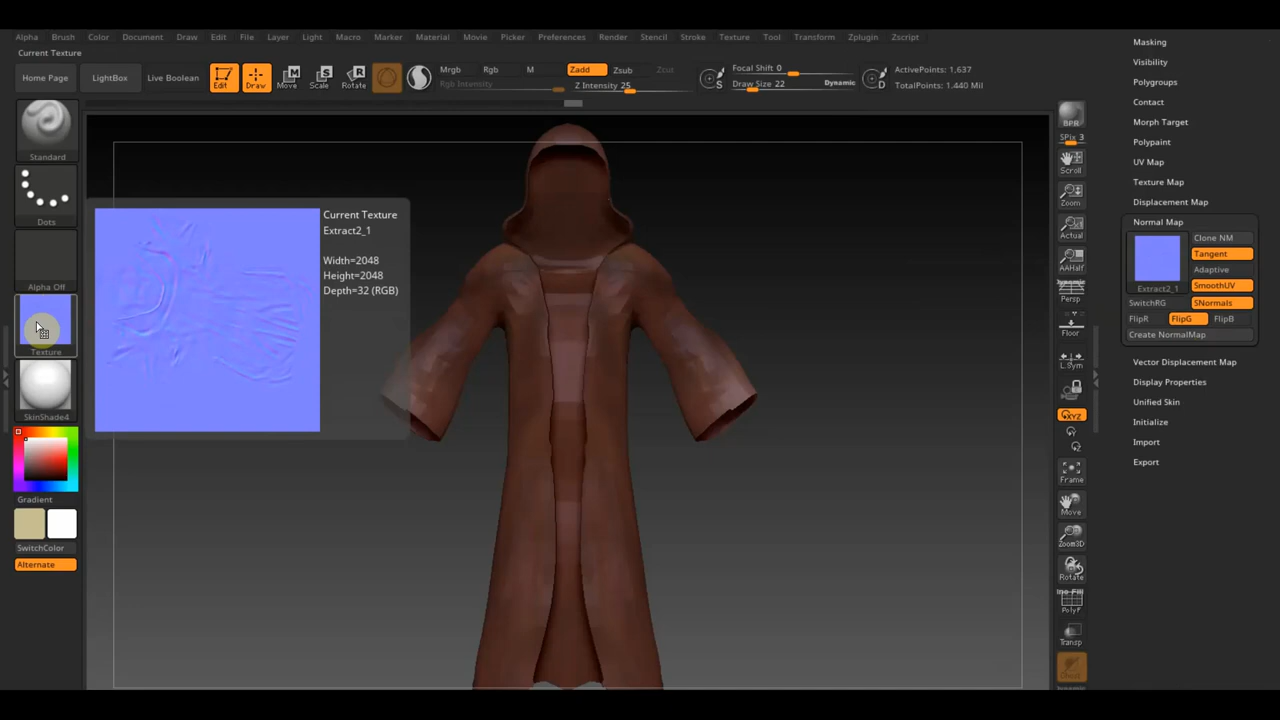 Alpha Brush Color Document Draw Edit File Layer Light Macro Marker Material Movie Picker Preferences Render Stencil Stroke Texture Tool Transform Zplugin Zscript
Current Texture
Home Page LightBox Live Boolean Edit Draw Move Scale Rotate
Mrgb Rgb M Zadd Zsub Zcut
Rgb Intensity Z Intensity 25
Focal Shift 0
Draw Size 22 Dynamic
ActivePoints: 1,637
TotalPoints: 1.440 Mil
Standard
Dots
Alpha Off
Texture
SkinShade4
Gradient
SwitchColor
Alternate
Current Texture
Extract2_1
Width=2048
Height=2048
Depth=32 (RGB)
BPR
SPix 3
Scroll
Zoom
Actual
AAHalf
Dynamic
Persp
Floor
L.Sym
XYZ
Frame
Move
Zoom3D
Rotate
Line Fill
PolyF
Transp
Masking
Visibility
Polygroups
Contact
Morph Target
Polypaint
UV Map
Texture Map
Displacement Map
Normal Map
Extract2_1
Clone NM
Tangent
Adaptive
SmoothUV
SwitchRG SNormals
FlipR FlipG FlipB
Create NormalMap
Vector Displacement Map
Display Properties
Unified Skin
Initialize
Import
Export